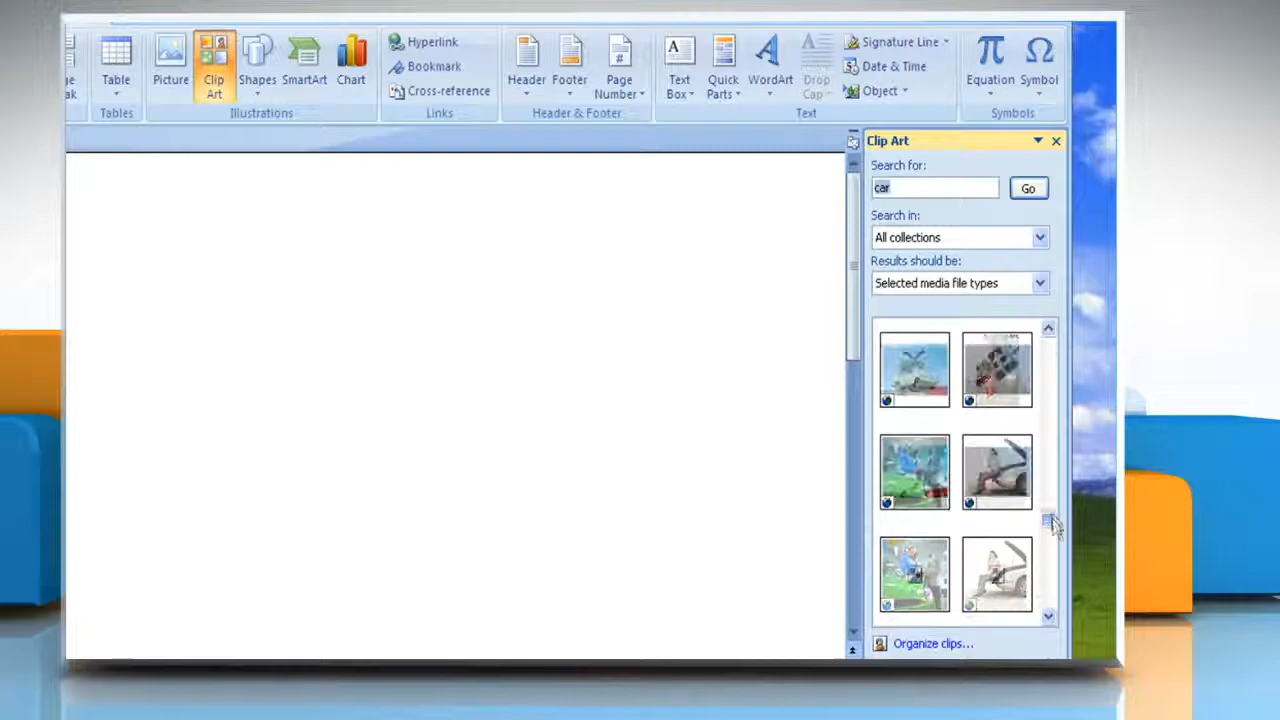 ge
ak
Table
Tables
Picture
Clip
Art
Shapes
SmartArt
Chart
Illustrations
Hyperlink
Bookmark
Cross-reference
Links
Header
Footer
Page
Number
Header & Footer
Text
Box
Quick
Parts
WordArt
Drop
Cap
Signature Line
Date & Time
Object
Text
Equation
Symbol
Symbols
Clip Art
Search for:
car
Go
Search in:
All collections
Results should be:
Selected media file types
Organize clips...